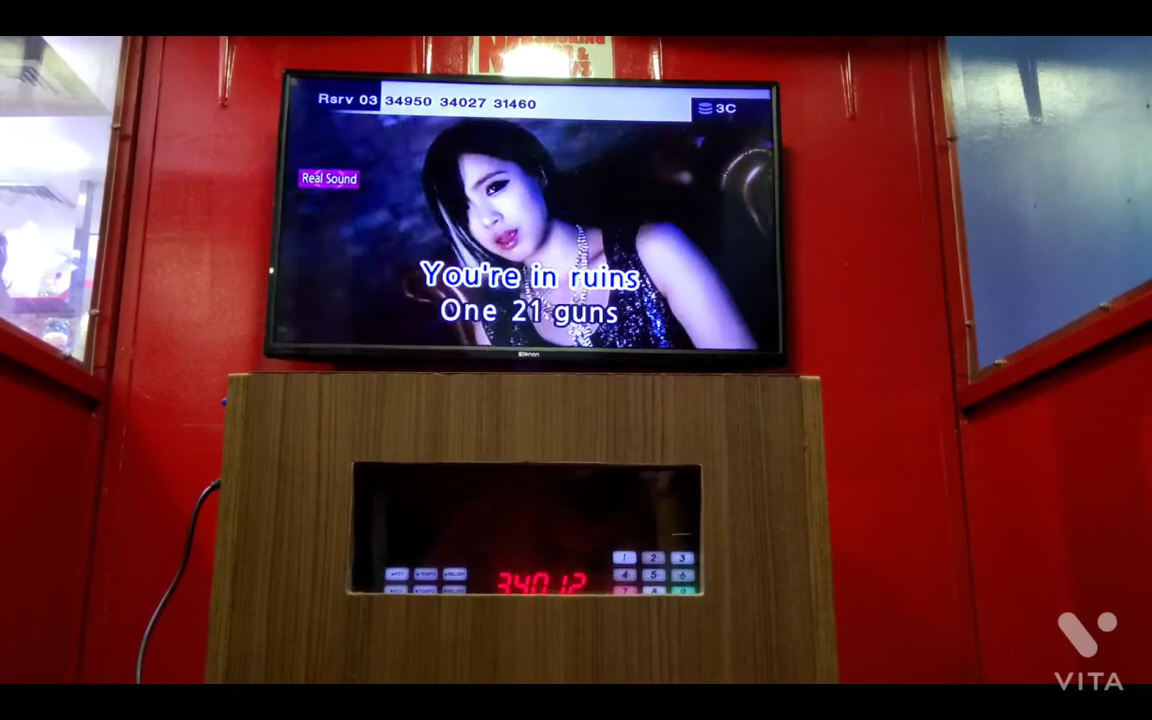 Rsrv 03 34950 34027 31460
3C
Real Sound
You're in ruins
One 21 guns
1 2 3
4 5 6
34012
VITA